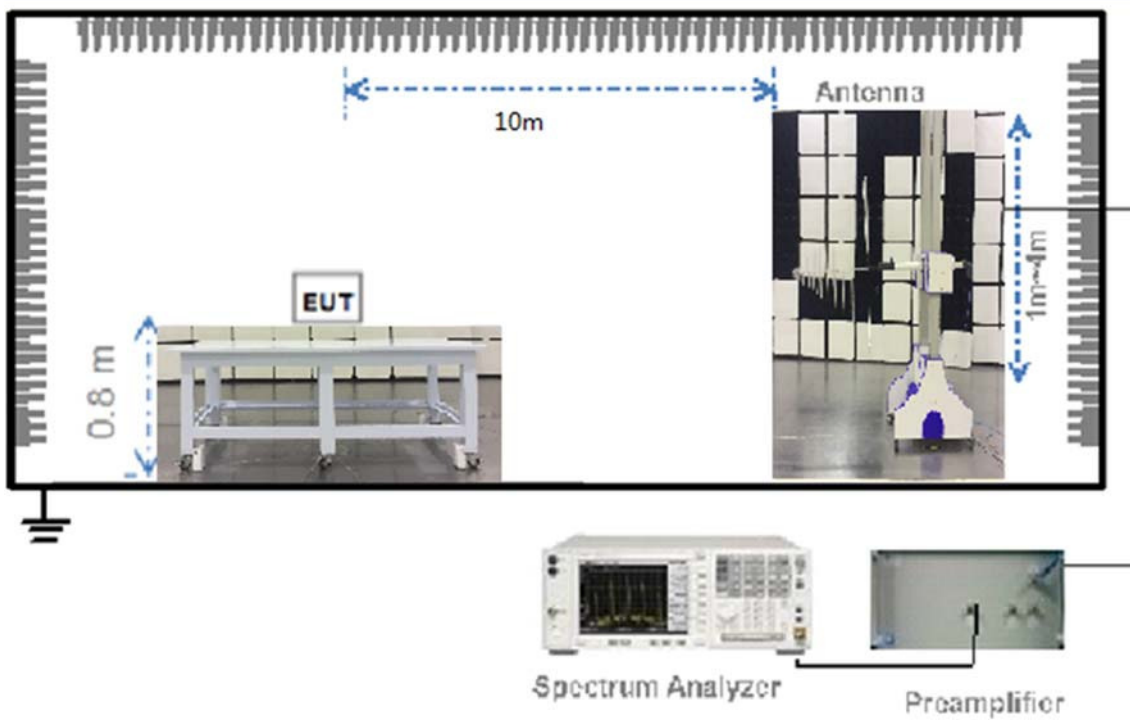 Antenna
10m
1m~4m
EUT
0.8 m
Spectrum Analyzer
Preamplifier